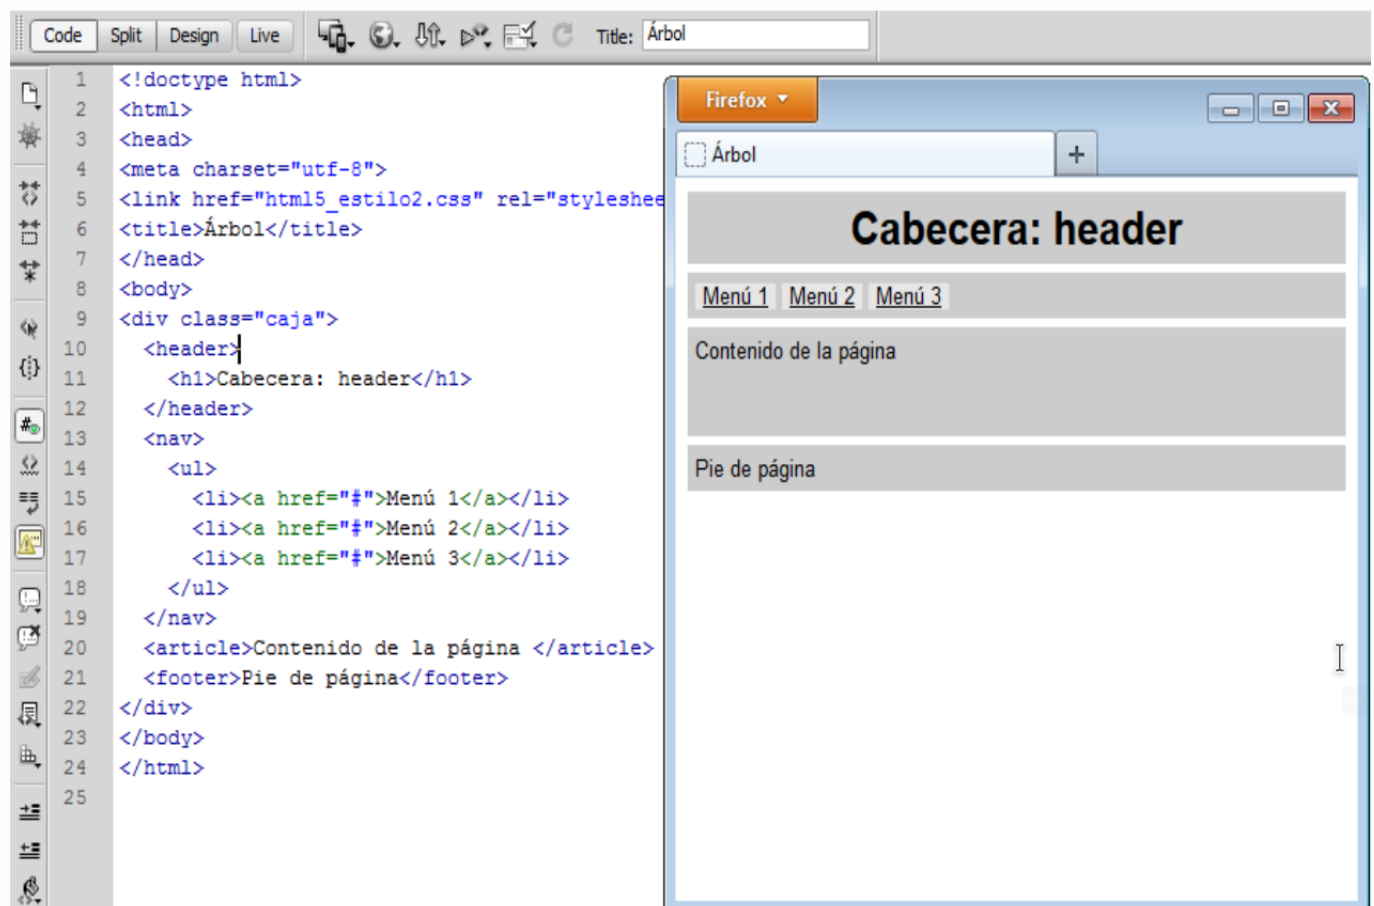 Code Split Design Live Title: Árbol
1 <!doctype html>
2 <html>
3 <head>
4 <meta charset="utf-8">
5 <link href="html5_estilo2.css" rel="styleshee
6 <title>Árbol</title>
7 </head>
8 <body>
9 <div class="caja">
10 <header>
11 <h1>Cabecera: header</h1>
12 </header>
13 <nav>
14 <ul>
15 <li><a href="#">Menú 1</a></li>
16 <li><a href="#">Menú 2</a></li>
17 <li><a href="#">Menú 3</a></li>
18 </ul>
19 </nav>
20 <article>Contenido de la página </article>
21 <footer>Pie de página</footer>
22 </div>
23 </body>
24 </html>
25
Firefox
Árbol
Cabecera: header
Menú 1 Menú 2 Menú 3
Contenido de la página
Pie de página